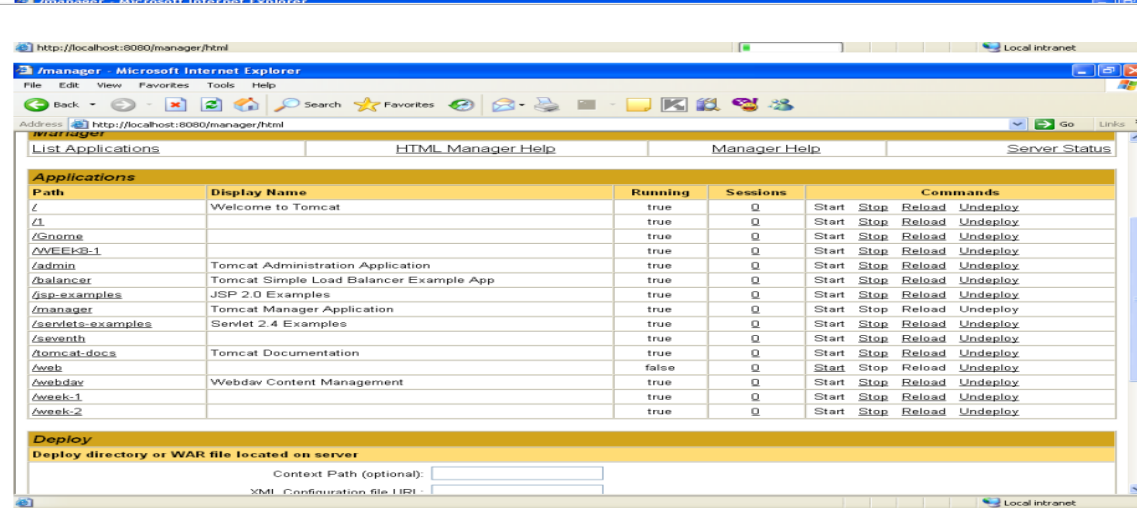 /manager - Microsoft Internet Explorer
http://localhost:8080/manager/html Local intranet
/manager - Microsoft Internet Explorer
File Edit View Favorites Tools Help
Back Search Favorites
Address http://localhost:8080/manager/html Go Links
Manager
List Applications HTML Manager Help Manager Help Server Status
Applications
Path Display Name Running Sessions Commands
/ Welcome to Tomcat true 0 Start Stop Reload Undeploy
/1 true 0 Start Stop Reload Undeploy
/Gnome true 0 Start Stop Reload Undeploy
/WEEK8-1 true 0 Start Stop Reload Undeploy
/admin Tomcat Administration Application true 0 Start Stop Reload Undeploy
/balancer Tomcat Simple Load Balancer Example App true 0 Start Stop Reload Undeploy
/jsp-examples JSP 2.0 Examples true 0 Start Stop Reload Undeploy
/manager Tomcat Manager Application true 0 Start Stop Reload Undeploy
/servlets-examples Servlet 2.4 Examples true 0 Start Stop Reload Undeploy
/seventh true 0 Start Stop Reload Undeploy
/tomcat-docs Tomcat Documentation true 0 Start Stop Reload Undeploy
/web false 0 Start Stop Reload Undeploy
/webdav Webdav Content Management true 0 Start Stop Reload Undeploy
/week-1 true 0 Start Stop Reload Undeploy
/week-2 true 0 Start Stop Reload Undeploy
Deploy
Deploy directory or WAR file located on server
Context Path (optional):
XML Configuration file URL:
Local intranet